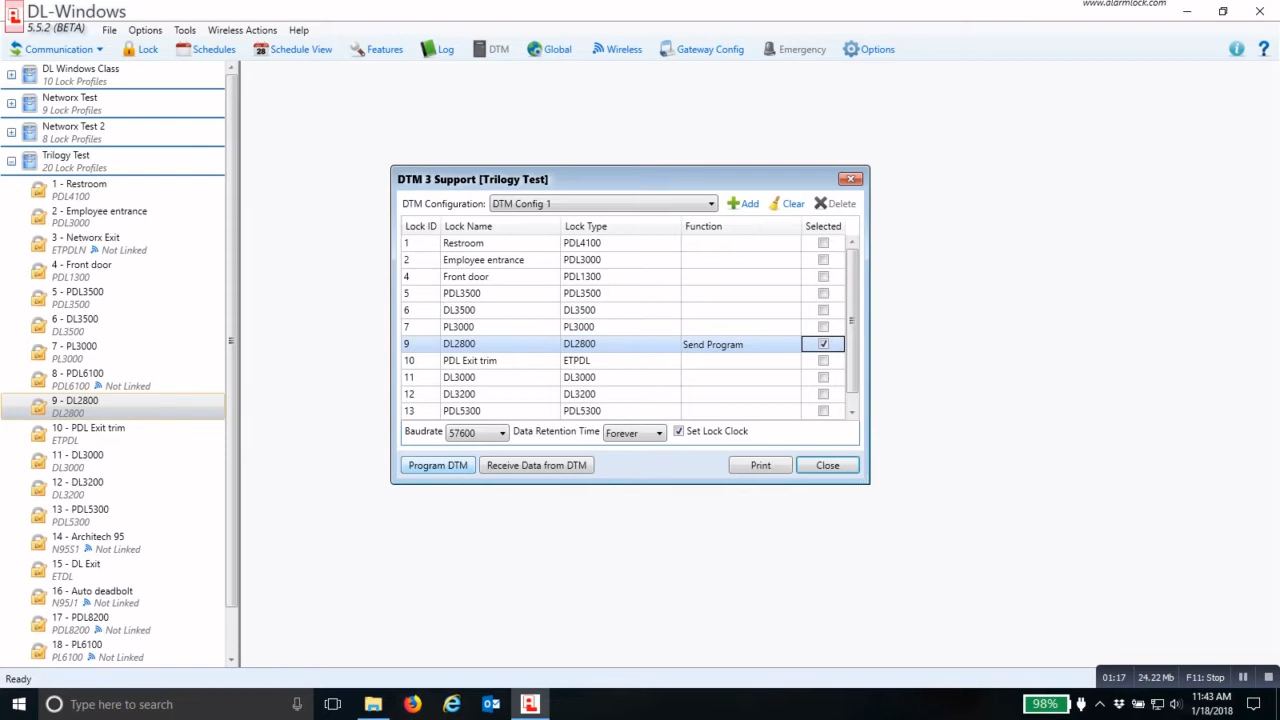 DL-Windows
5.5.2 (BETA)
www.alarmlock.com
File Options Tools Wireless Actions Help
Communication Lock Schedules 28 Schedule View Features Log DTM Global Wireless Gateway Config Emergency Options
DL Windows Class
10 Lock Profiles
Networx Test
9 Lock Profiles
Networx Test 2
8 Lock Profiles
Trilogy Test
20 Lock Profiles
1 - Restroom
PDL4100
2 - Employee entrance
PDL3000
3 - Networx Exit
ETPDLN Not Linked
4 - Front door
PDL1300
5 - PDL3500
PDL3500
6 - DL3500
DL3500
7 - PL3000
PL3000
8 - PDL6100
PDL6100 Not Linked
9 - DL2800
DL2800
10 - PDL Exit trim
ETPDL
11 - DL3000
DL3000
12 - DL3200
DL3200
13 - PDL5300
PDL5300
14 - Architech 95
N95S1 Not Linked
15 - DL Exit
ETDL
16 - Auto deadbolt
N95J1 Not Linked
17 - PDL8200
PDL8200 Not Linked
18 - PL6100
PL6100 Not Linked
DTM 3 Support [Trilogy Test]
DTM Configuration: DTM Config 1 Add Clear Delete
Lock ID Lock Name Lock Type Function Selected
1 Restroom PDL4100
2 Employee entrance PDL3000
4 Front door PDL1300
5 PDL3500 PDL3500
6 DL3500 DL3500
7 PL3000 PL3000
9 DL2800 DL2800 Send Program
10 PDL Exit trim ETPDL
11 DL3000 DL3000
12 DL3200 DL3200
13 PDL5300 PDL5300
Baudrate 57600 Data Retention Time Forever Set Lock Clock
Program DTM Receive Data from DTM Print Close
Ready
01:17 24.22 Mb F11: Stop
Type here to search
98%
11:43 AM
1/18/2018